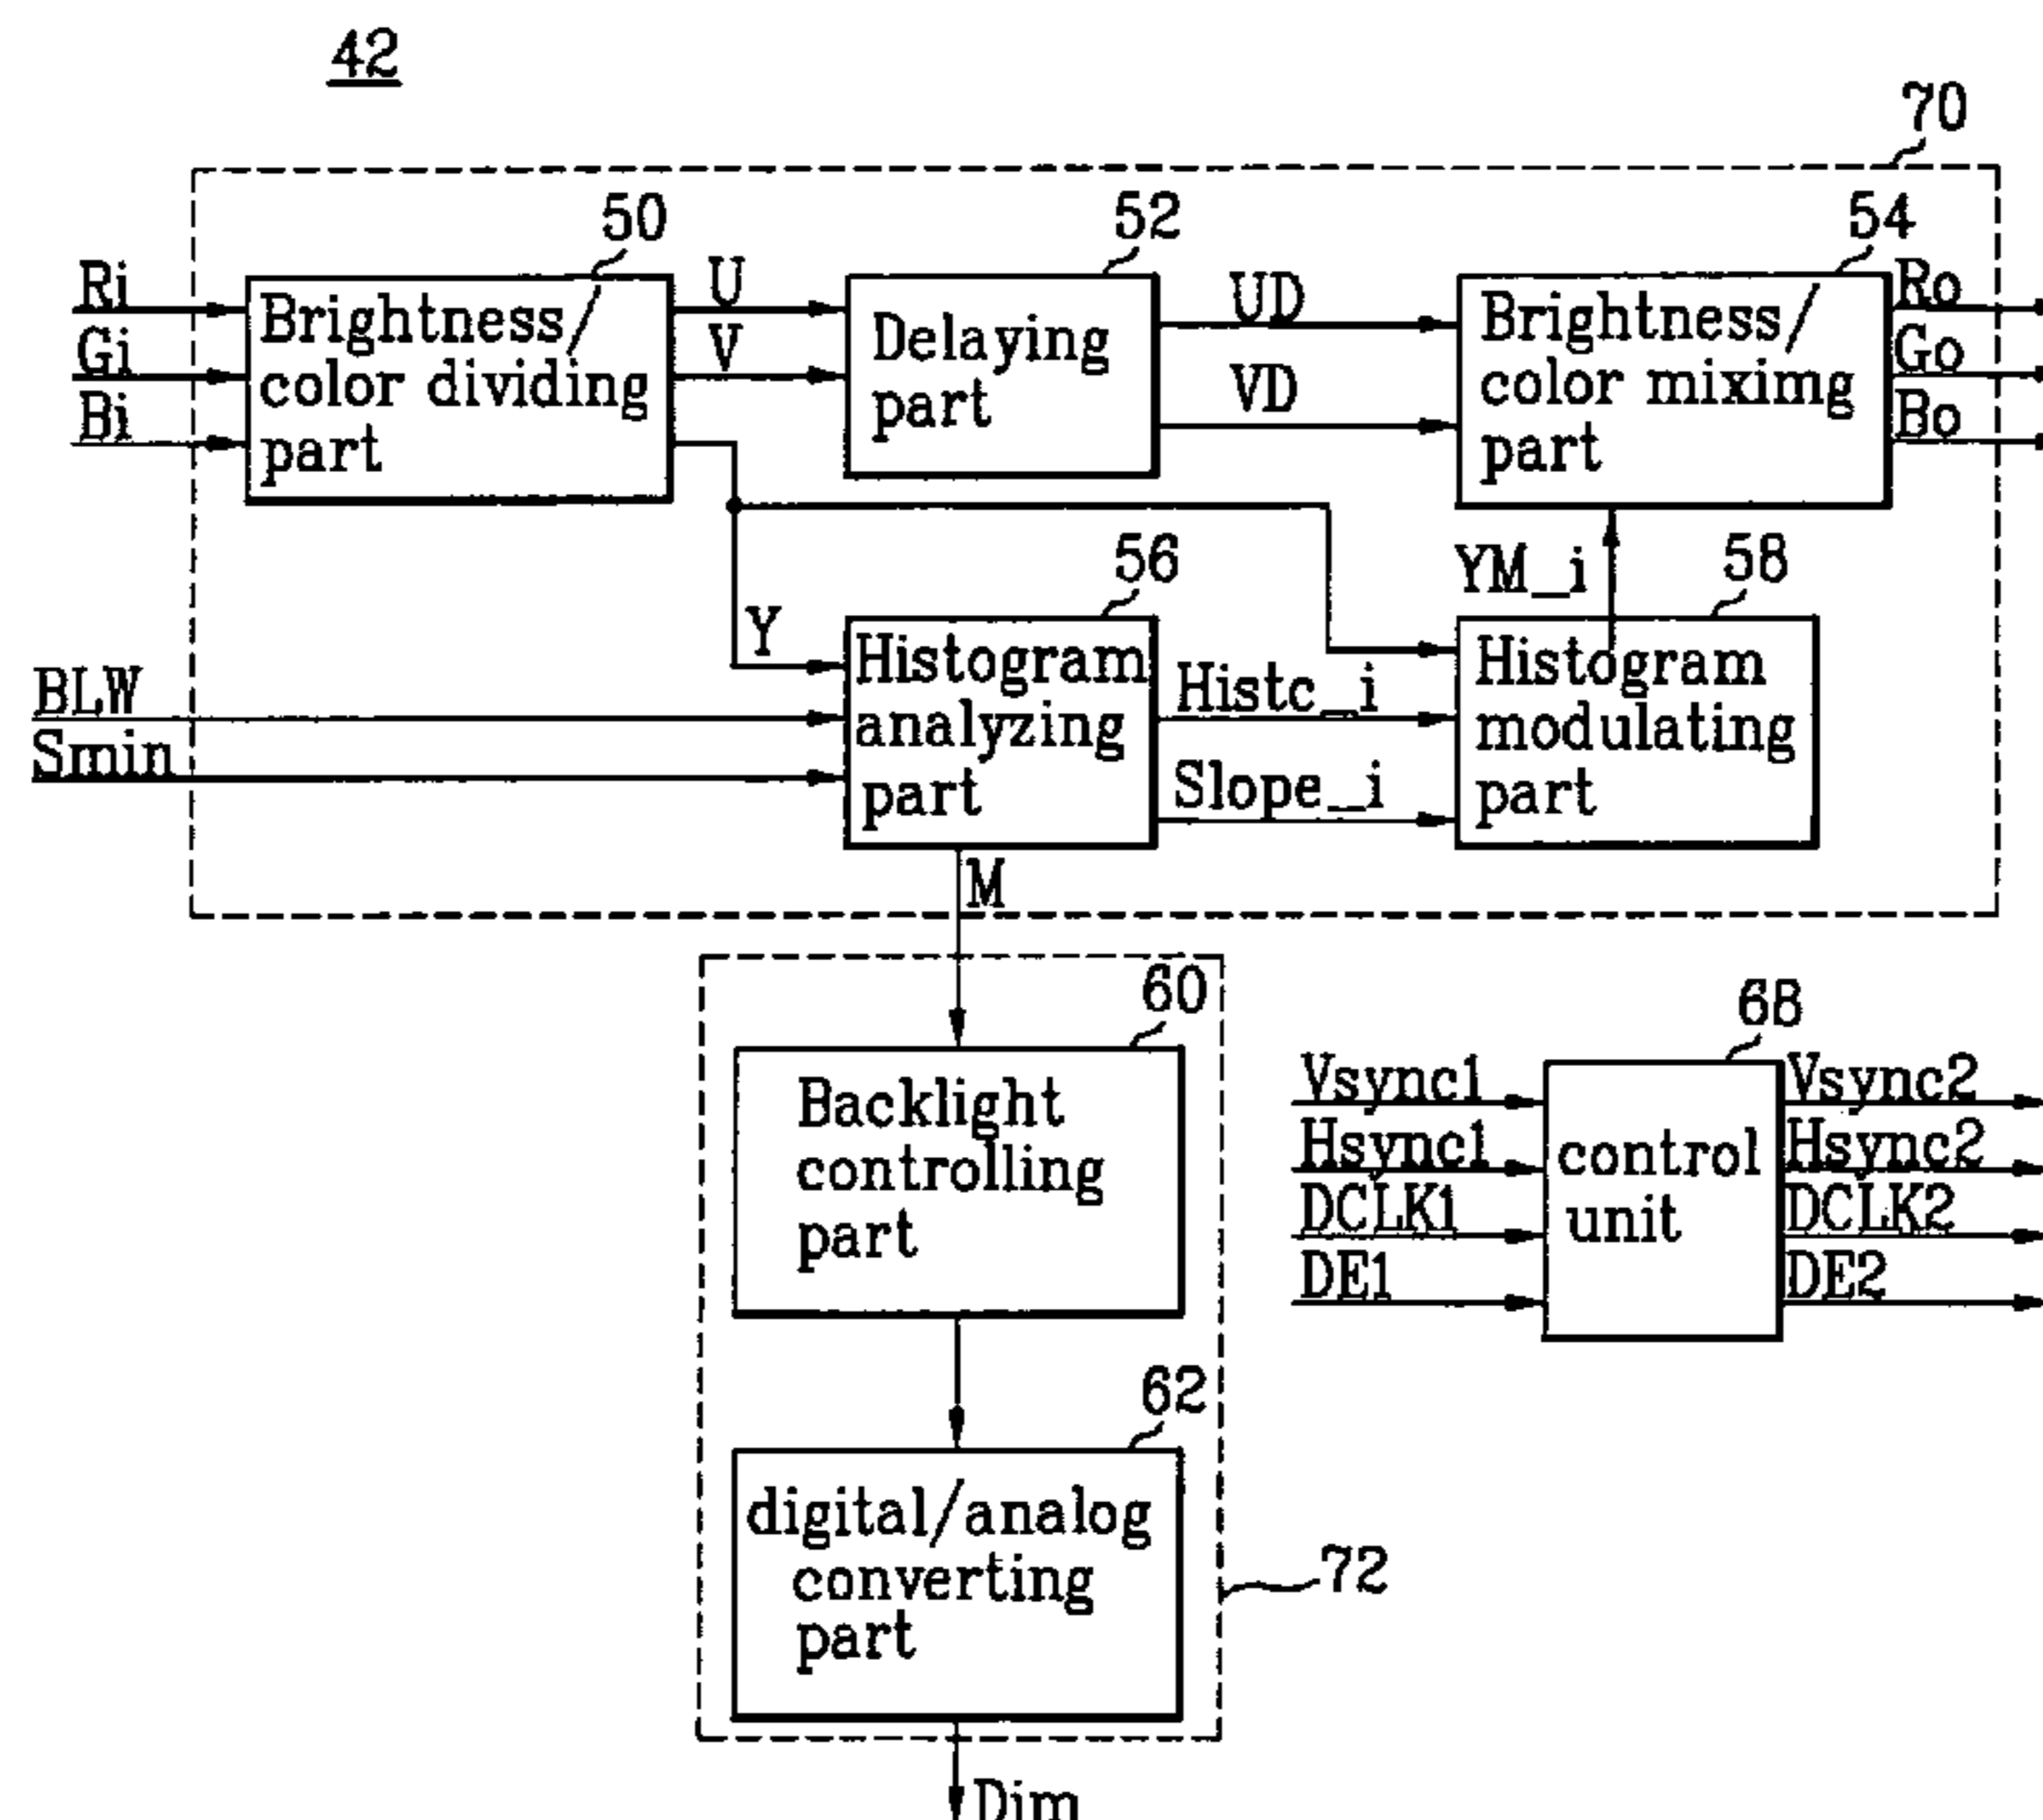 42
70
50
52
54
Ri
Gi
Bi
Brightness/
color dividing
part
U
V
Delaying
part
UD
VD
Brightness/
color miximg
part
Ro
Go
Bo
56
58
YM_i
Y
BLW
Smin
Histogram
analyzing
part
Histc_i
Slope_i
Histogram
modulating
part
M
60
Backlight
controlling
part
68
Vsync1
Hsync1
DCLK1
DE1
control
unit
Vsync2
Hsync2
DCLK2
DE2
62
digital/analog
converting
part
72
Dim